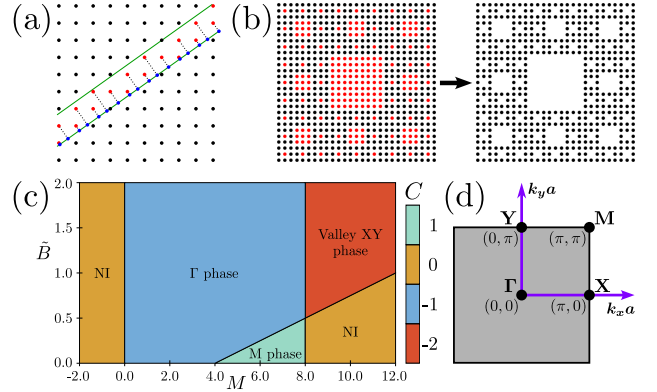 (a)
(b)
(c)
2.0
1.5
B̃
1.0
0.5
0.0
NI
Γ phase
Valley XY
phase
M phase
NI
-2.0 0.0 2.0 4.0 6.0 8.0 10.0 12.0
M
C
1
0
-1
-2
(d)
k_y a
Y
M
(0, π)
(π, π)
Γ
X
(0, 0)
(π, 0)
k_x a